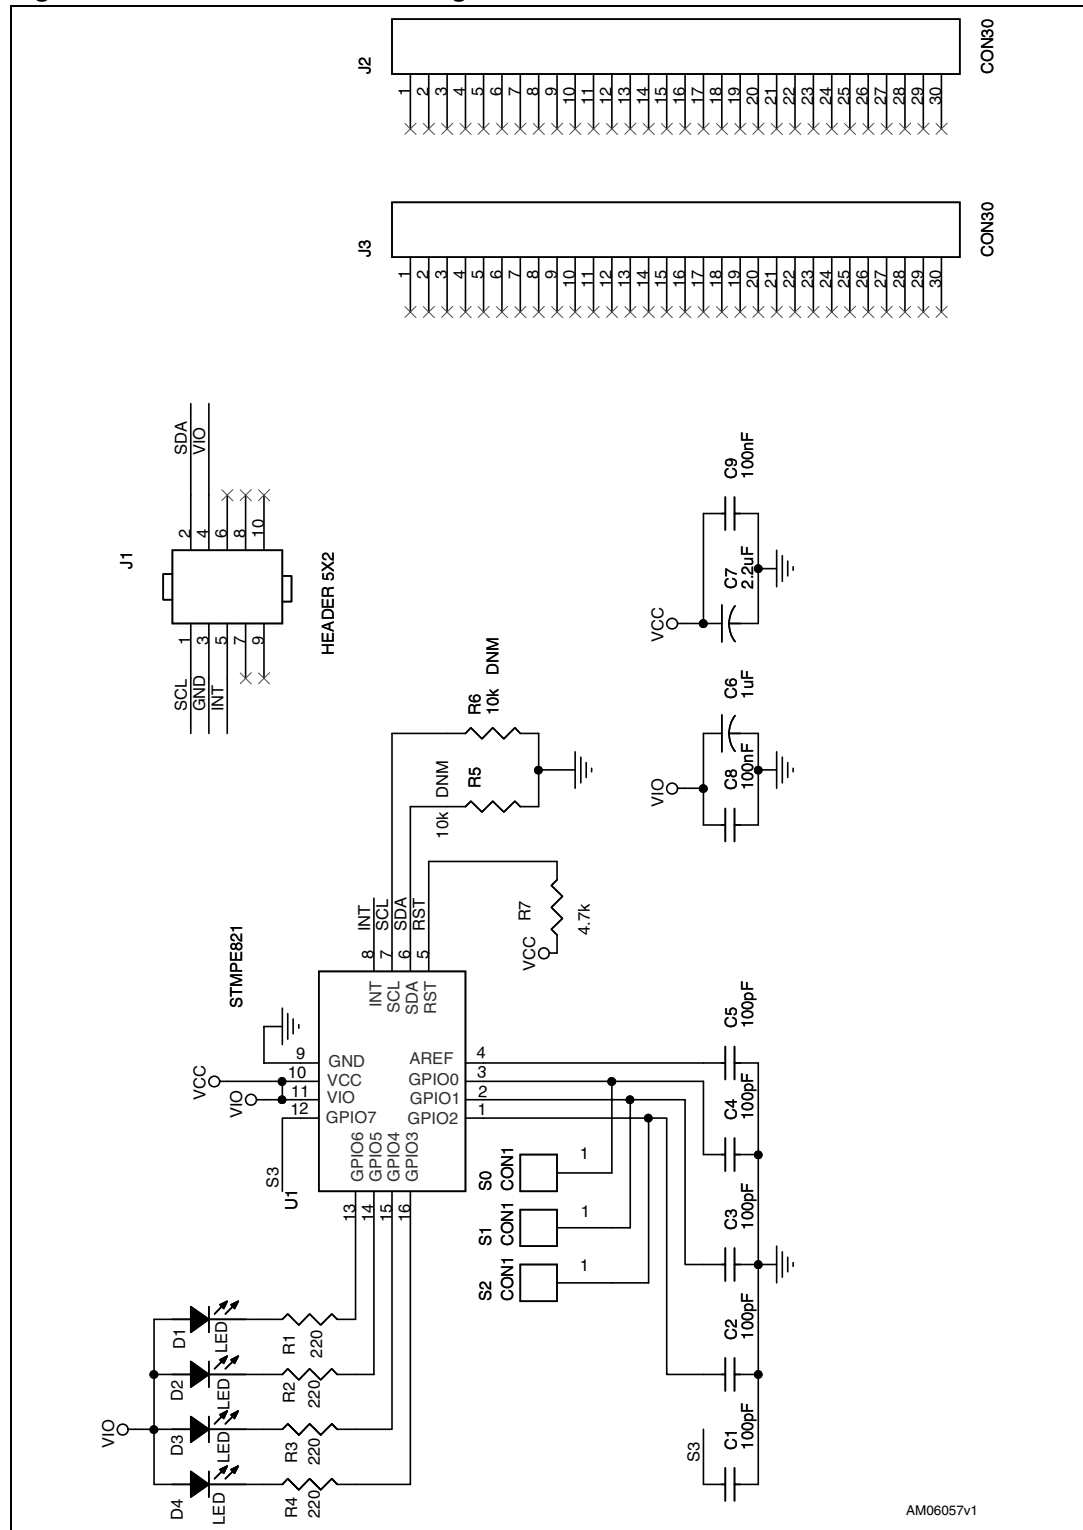 J2
CON30
1 2 3 4 5 6 7 8 9 10 11 12 13 14 15 16 17 18 19 20 21 22 23 24 25 26 27 28 29 30
J3
CON30
1 2 3 4 5 6 7 8 9 10 11 12 13 14 15 16 17 18 19 20 21 22 23 24 25 26 27 28 29 30
SDA
VIO
2
4
6
8
10
J1
HEADER 5X2
1
3
5
7
9
SCL
GND
INT
C9
100nF
C7
2.2uF
VCC
C6
1uF
C8
100nF
VIO
R6
10k DNM
R5
10k DNM
R7
4.7k
VCC
INT
SCL
SDA
RST
8
7
6
5
STMPE821
INT
SCL
SDA
RST
VCC
VIO
9
10
11
12
GND
VCC
VIO
GPIO7
AREF
GPIO0
GPIO1
GPIO2
4
3
2
1
GPIO6
GPIO5
GPIO4
GPIO3
S3
U1
13
14
15
16
S0
CON1
1
S1
CON1
1
S2
CON1
1
C5
100pF
C4
100pF
C3
100pF
C2
100pF
C1
100pF
S3
VIO
D1
LED
R1
220
D2
LED
R2
220
D3
LED
R3
220
D4
LED
R4
220
AM06057v1